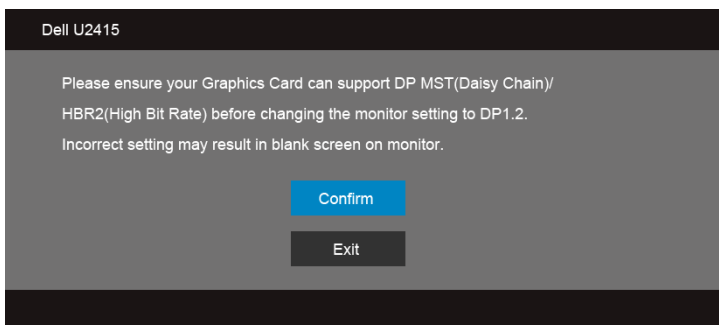 Dell U2415
Please ensure your Graphics Card can support DP MST(Daisy Chain)/
HBR2(High Bit Rate) before changing the monitor setting to DP1.2.
Incorrect setting may result in blank screen on monitor.
Confirm
Exit